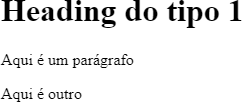 Heading do tipo 1
Aqui é um parágrafo
Aqui é outro